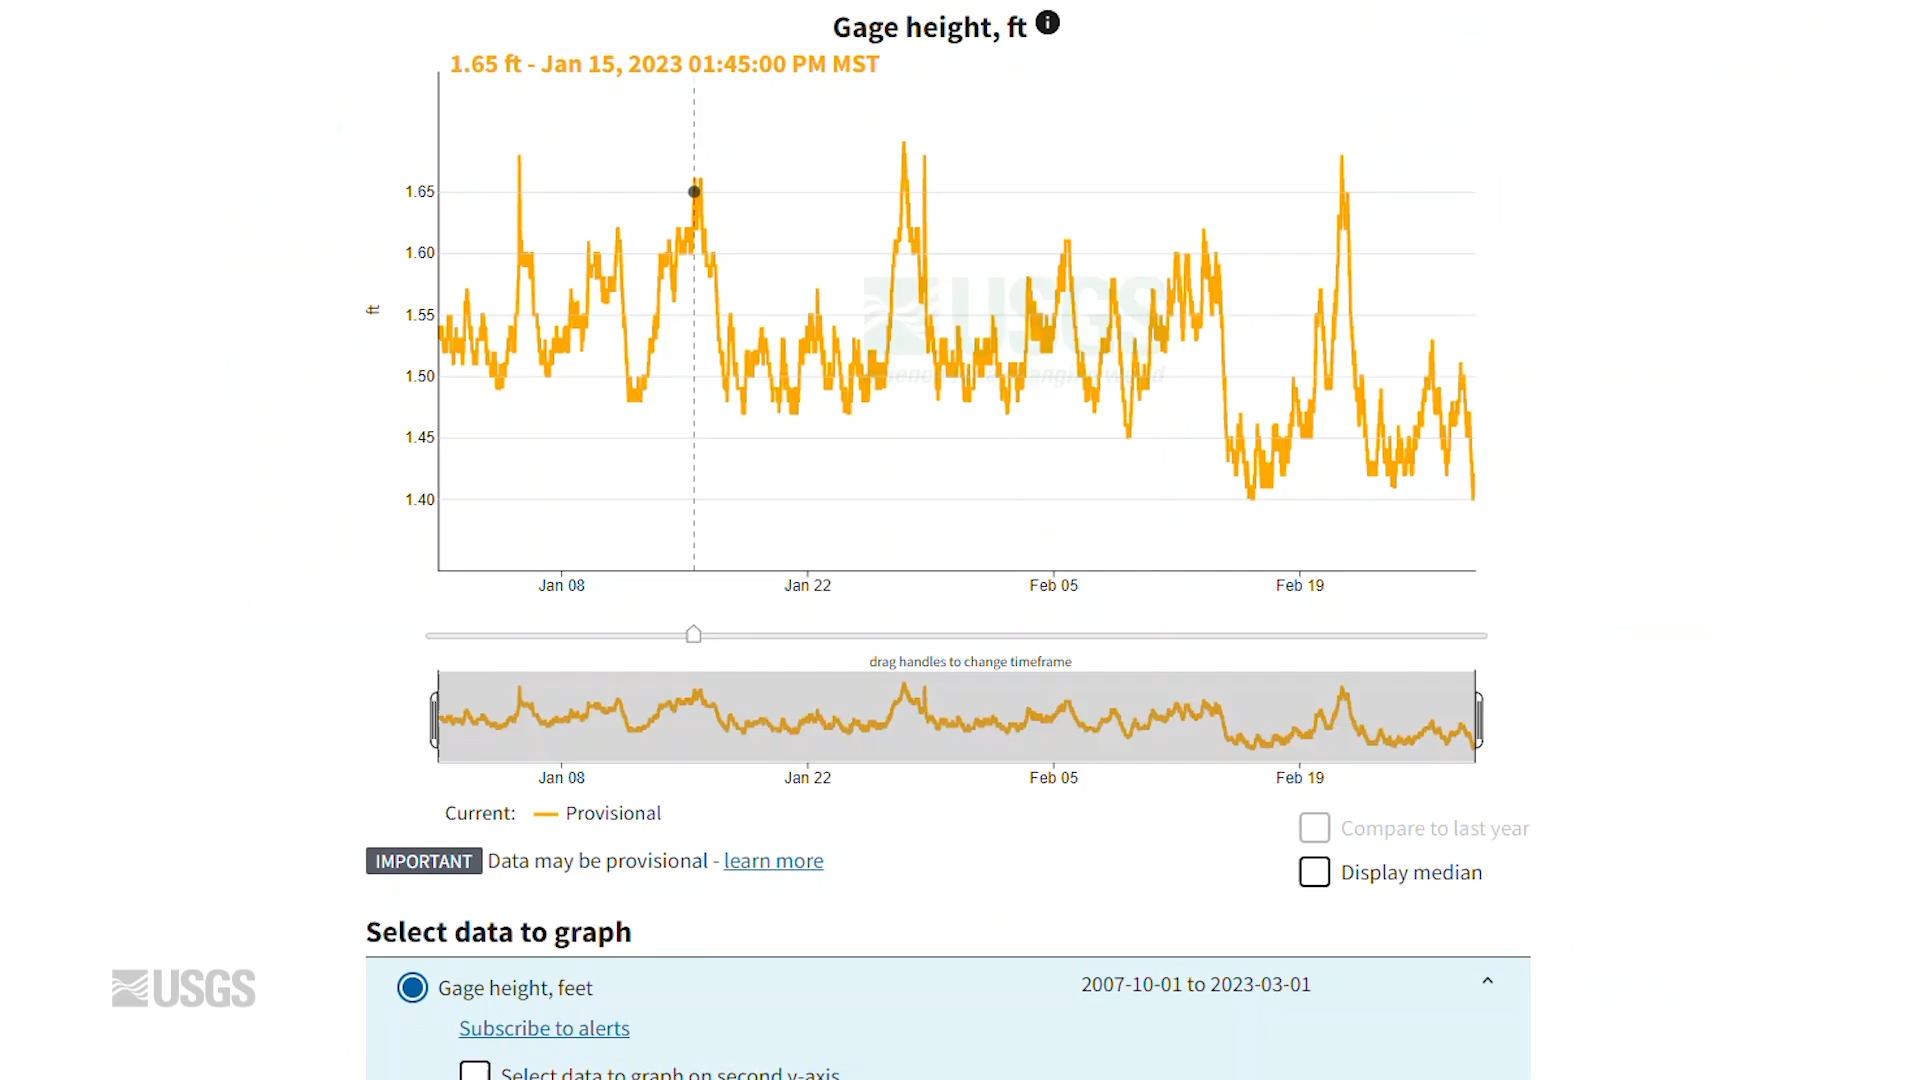 Gage height, ft
1.65 ft - Jan 15, 2023 01:45:00 PM MST
ft
1.65
1.60
1.55
1.50
1.45
1.40
USGS
Jan 08 Jan 22 Feb 05 Feb 19
drag handles to change timeframe
Jan 08 Jan 22 Feb 05 Feb 19
Current: Provisional
Compare to last year
IMPORTANT Data may be provisional - learn more
Display median
Select data to graph
Gage height, feet 2007-10-01 to 2023-03-01
USGS
Subscribe to alerts
Select data to graph on second y-axis